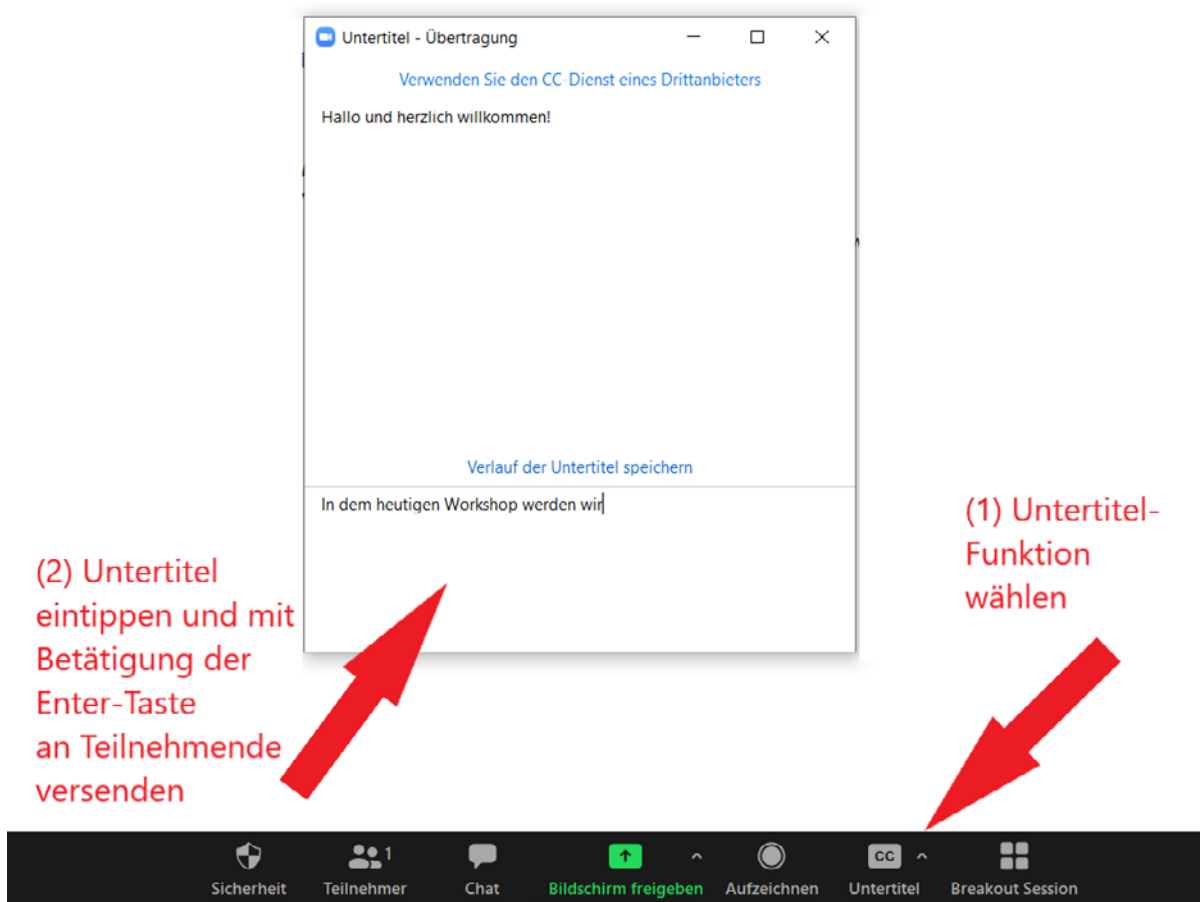 Untertitel - Übertragung
Verwenden Sie den CC-Dienst eines Drittanbieters
Hallo und herzlich willkommen!
Verlauf der Untertitel speichern
In dem heutigen Workshop werden wir
(1) Untertitel-
Funktion
wählen
(2) Untertitel
eintippen und mit
Betätigung der
Enter-Taste
an Teilnehmende
versenden
1
CC
Sicherheit Teilnehmer Chat Bildschirm freigeben Aufzeichnen Untertitel Breakout Session